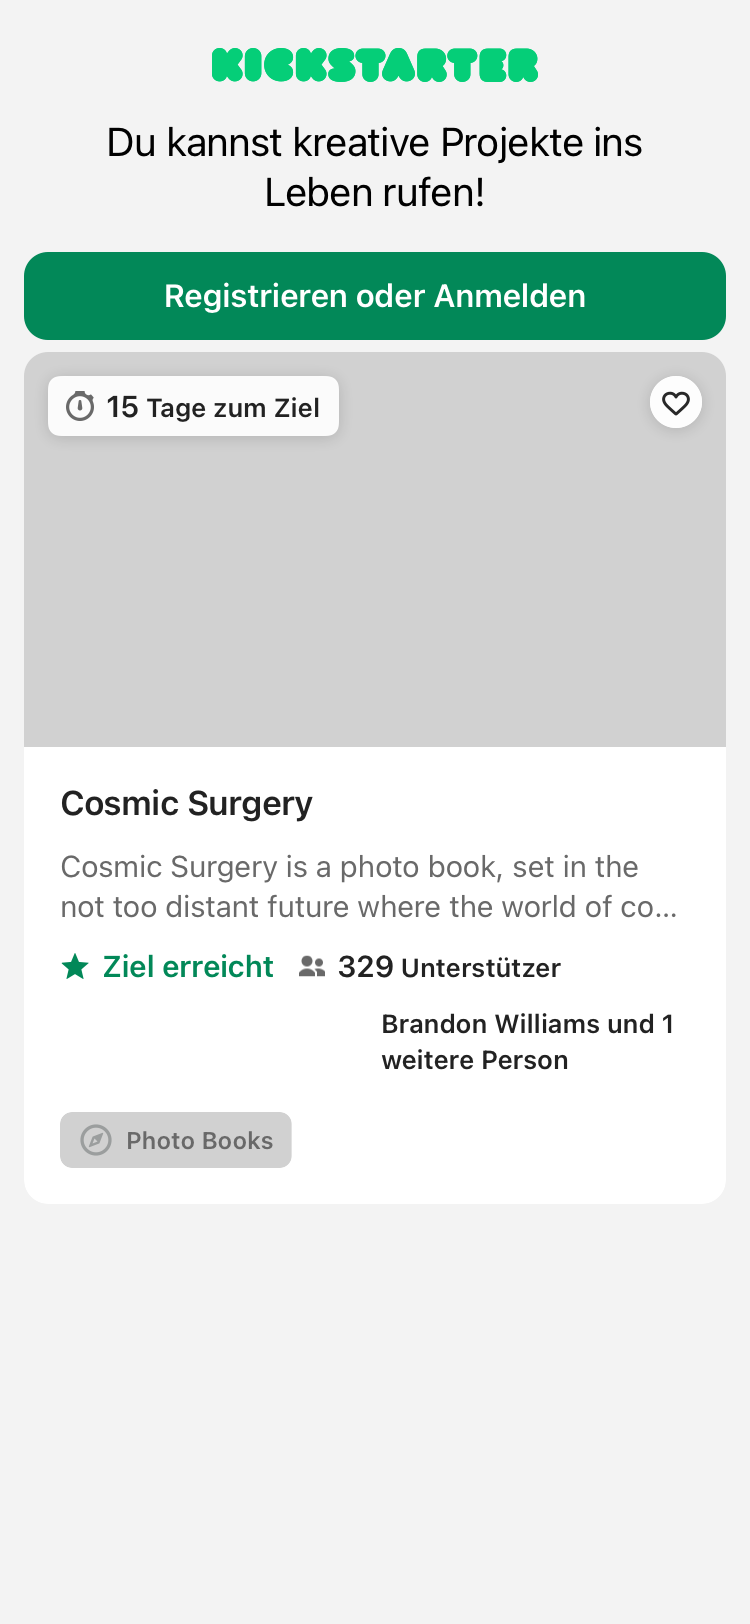 KICKSTARTER
Du kannst kreative Projekte ins
Leben rufen!
Registrieren oder Anmelden
15 Tage zum Ziel
Cosmic Surgery
Cosmic Surgery is a photo book, set in the
not too distant future where the world of co...
Ziel erreicht 329 Unterstützer
Brandon Williams und 1
weitere Person
Photo Books